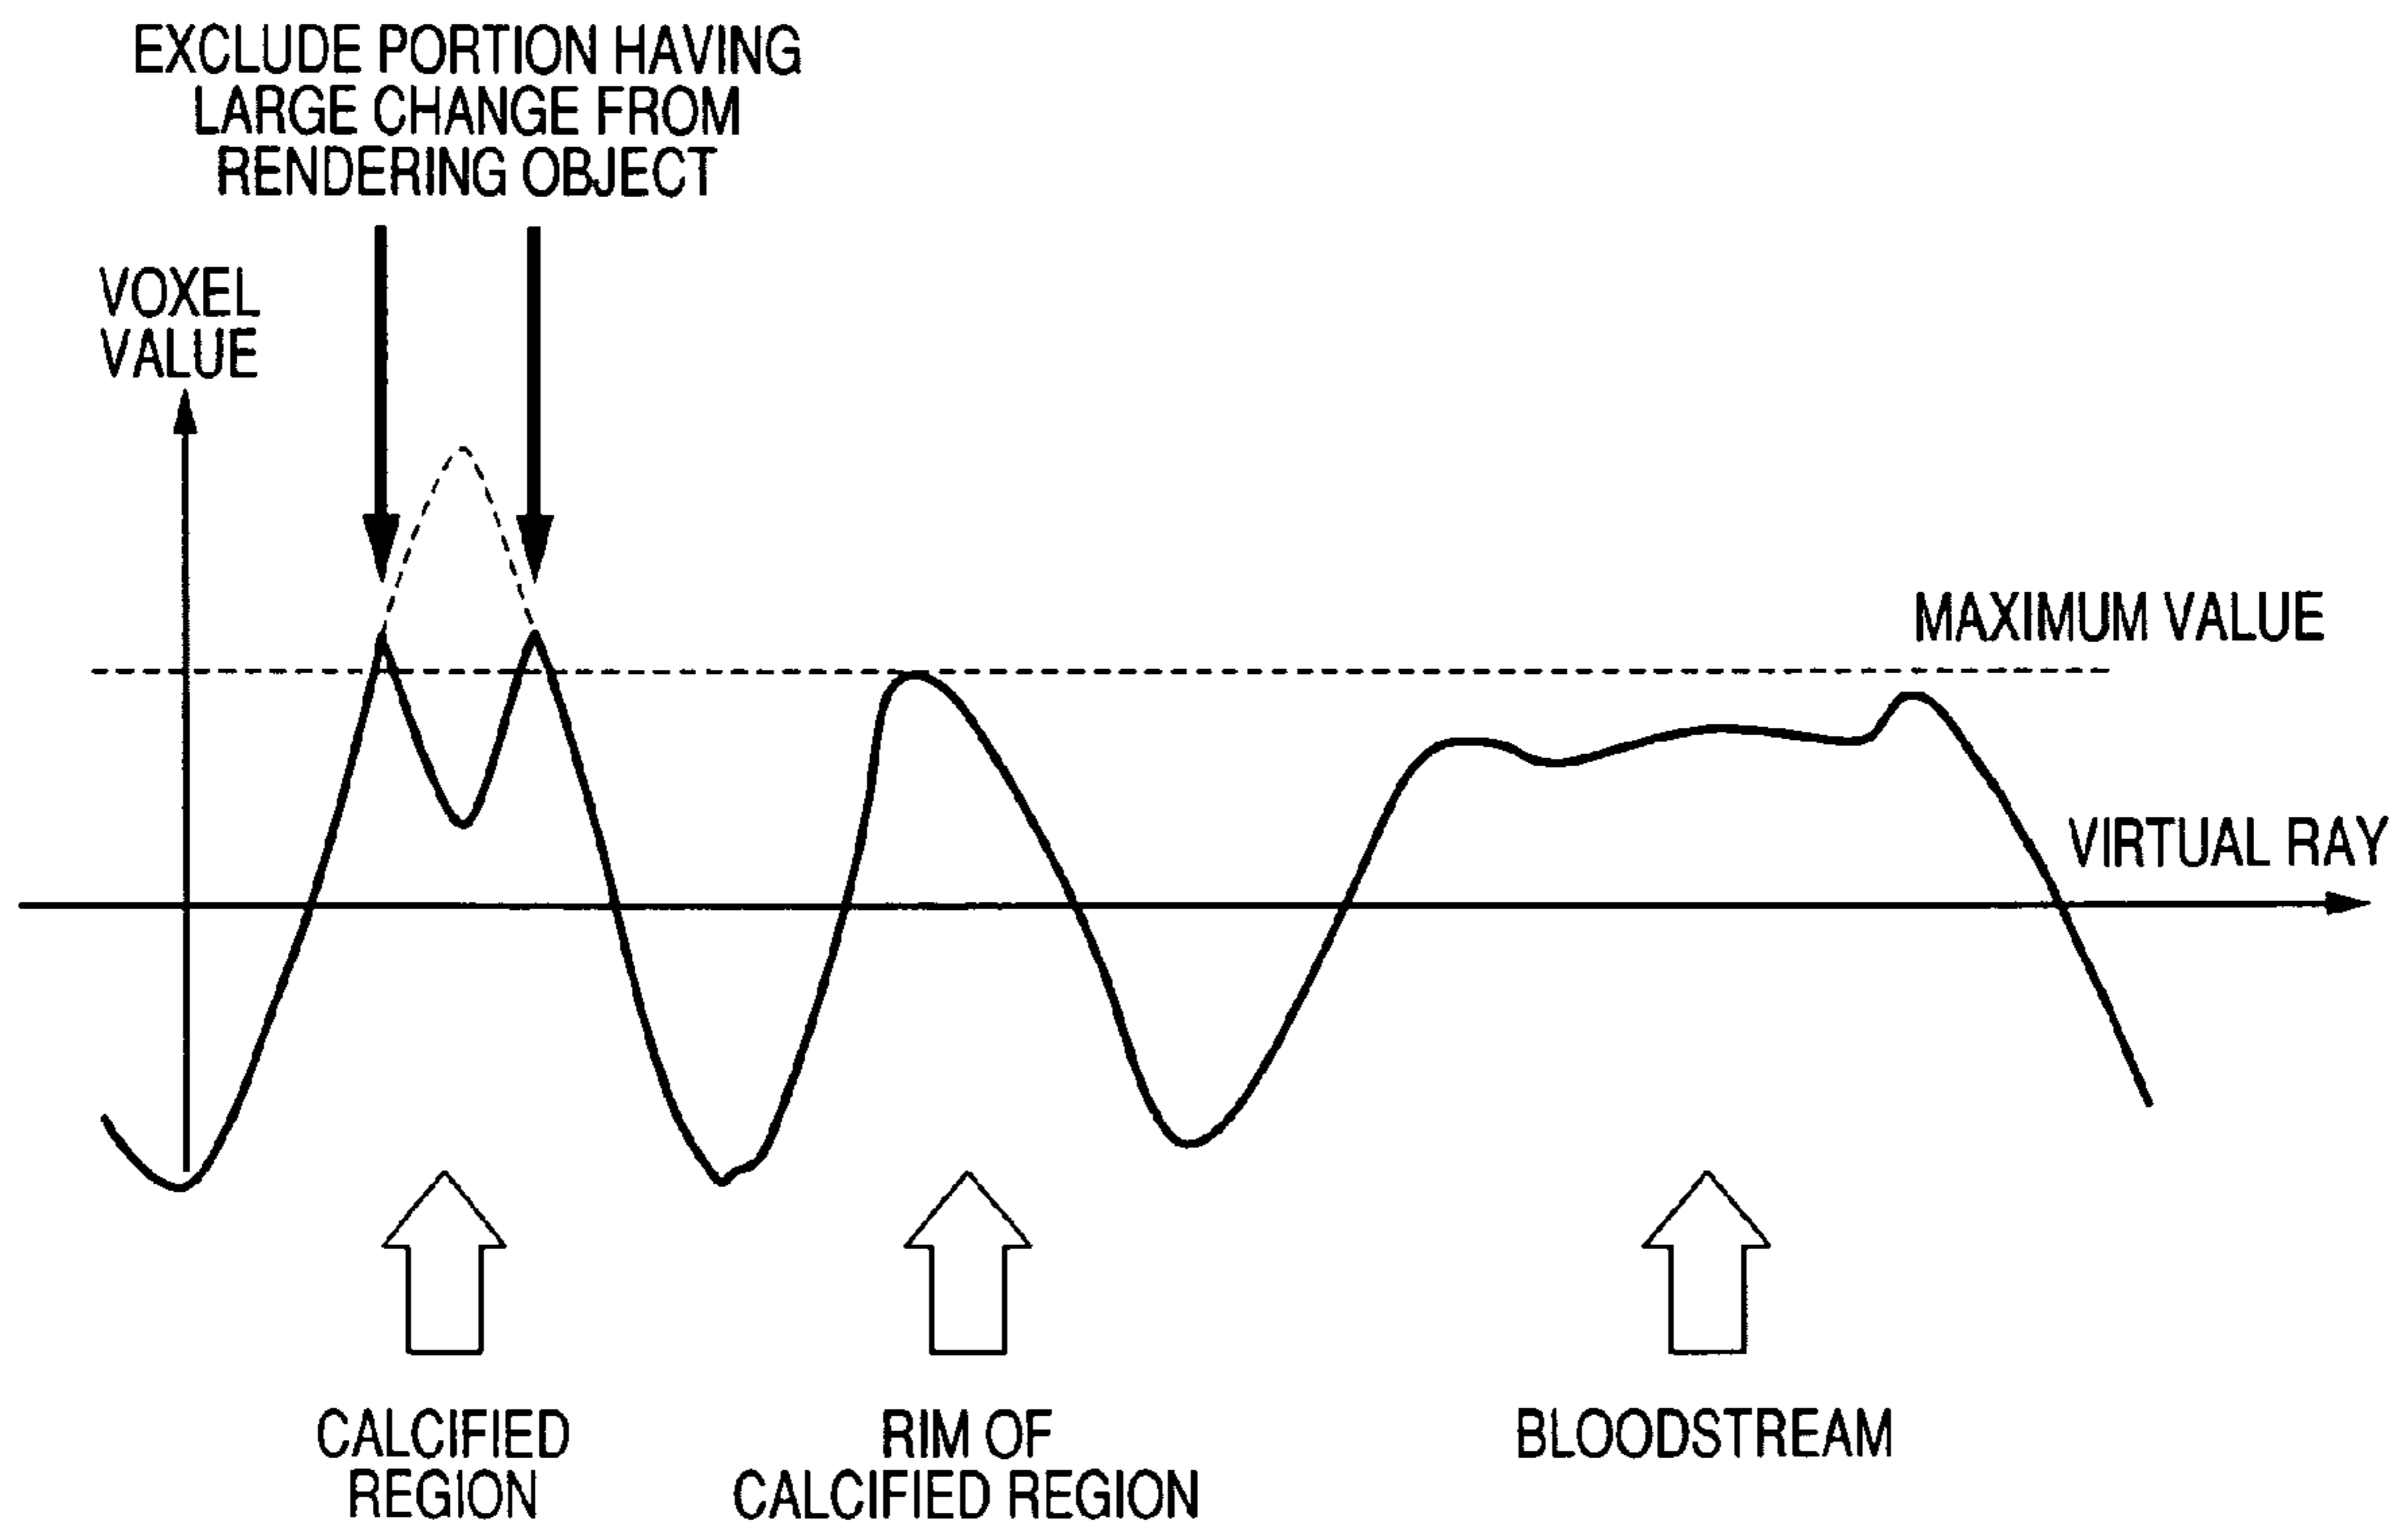 EXCLUDE PORTION HAVING
LARGE CHANGE FROM
RENDERING OBJECT
VOXEL
VALUE
MAXIMUM VALUE
VIRTUAL RAY
CALCIFIED
REGION
RIM OF
CALCIFIED REGION
BLOODSTREAM